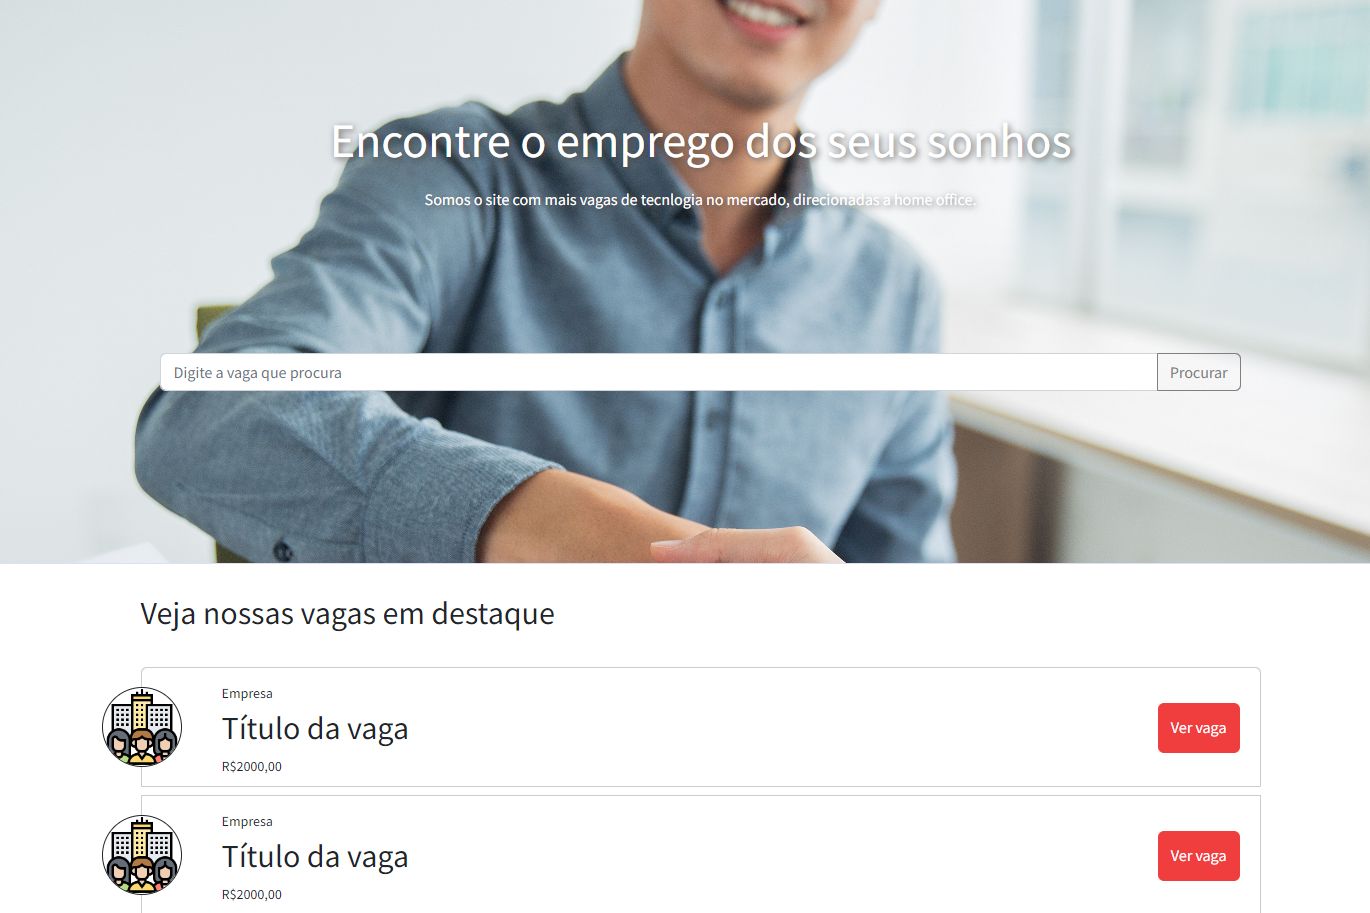 Encontre o emprego dos seus sonhos
Somos o site com mais vagas de tecnlogia no mercado, direcionadas a home office.
Digite a vaga que procura
Procurar
Veja nossas vagas em destaque
Empresa
Título da vaga
R$2000,00
Ver vaga
Empresa
Título da vaga
R$2000,00
Ver vaga